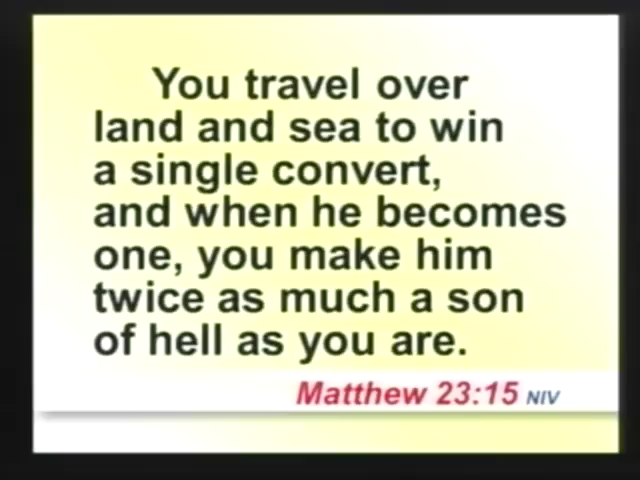 You travel over
land and sea to win
a single convert,
and when he becomes
one, you make him
twice as much a son
of hell as you are.
Matthew 23:15 NIV